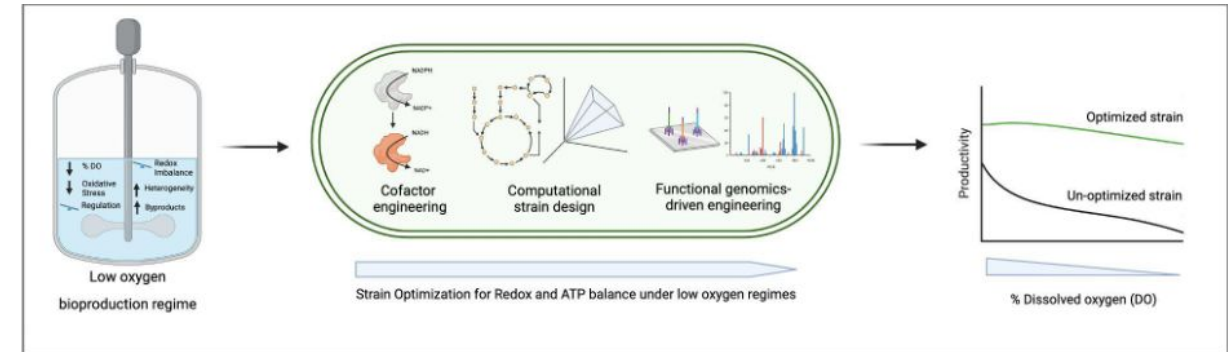 % DO
Oxidative
Stress
Regulation
Redox
Imbalance
Heterogeneity
Byproducts
Low oxygen
bioproduction regime
NADPH
NADP+
NADH
NAD+
Cofactor
engineering
Computational
strain design
Functional genomics-
driven engineering
Strain Optimization for Redox and ATP balance under low oxygen regimes
Productivity
Optimized strain
Un-optimized strain
% Dissolved oxygen (DO)